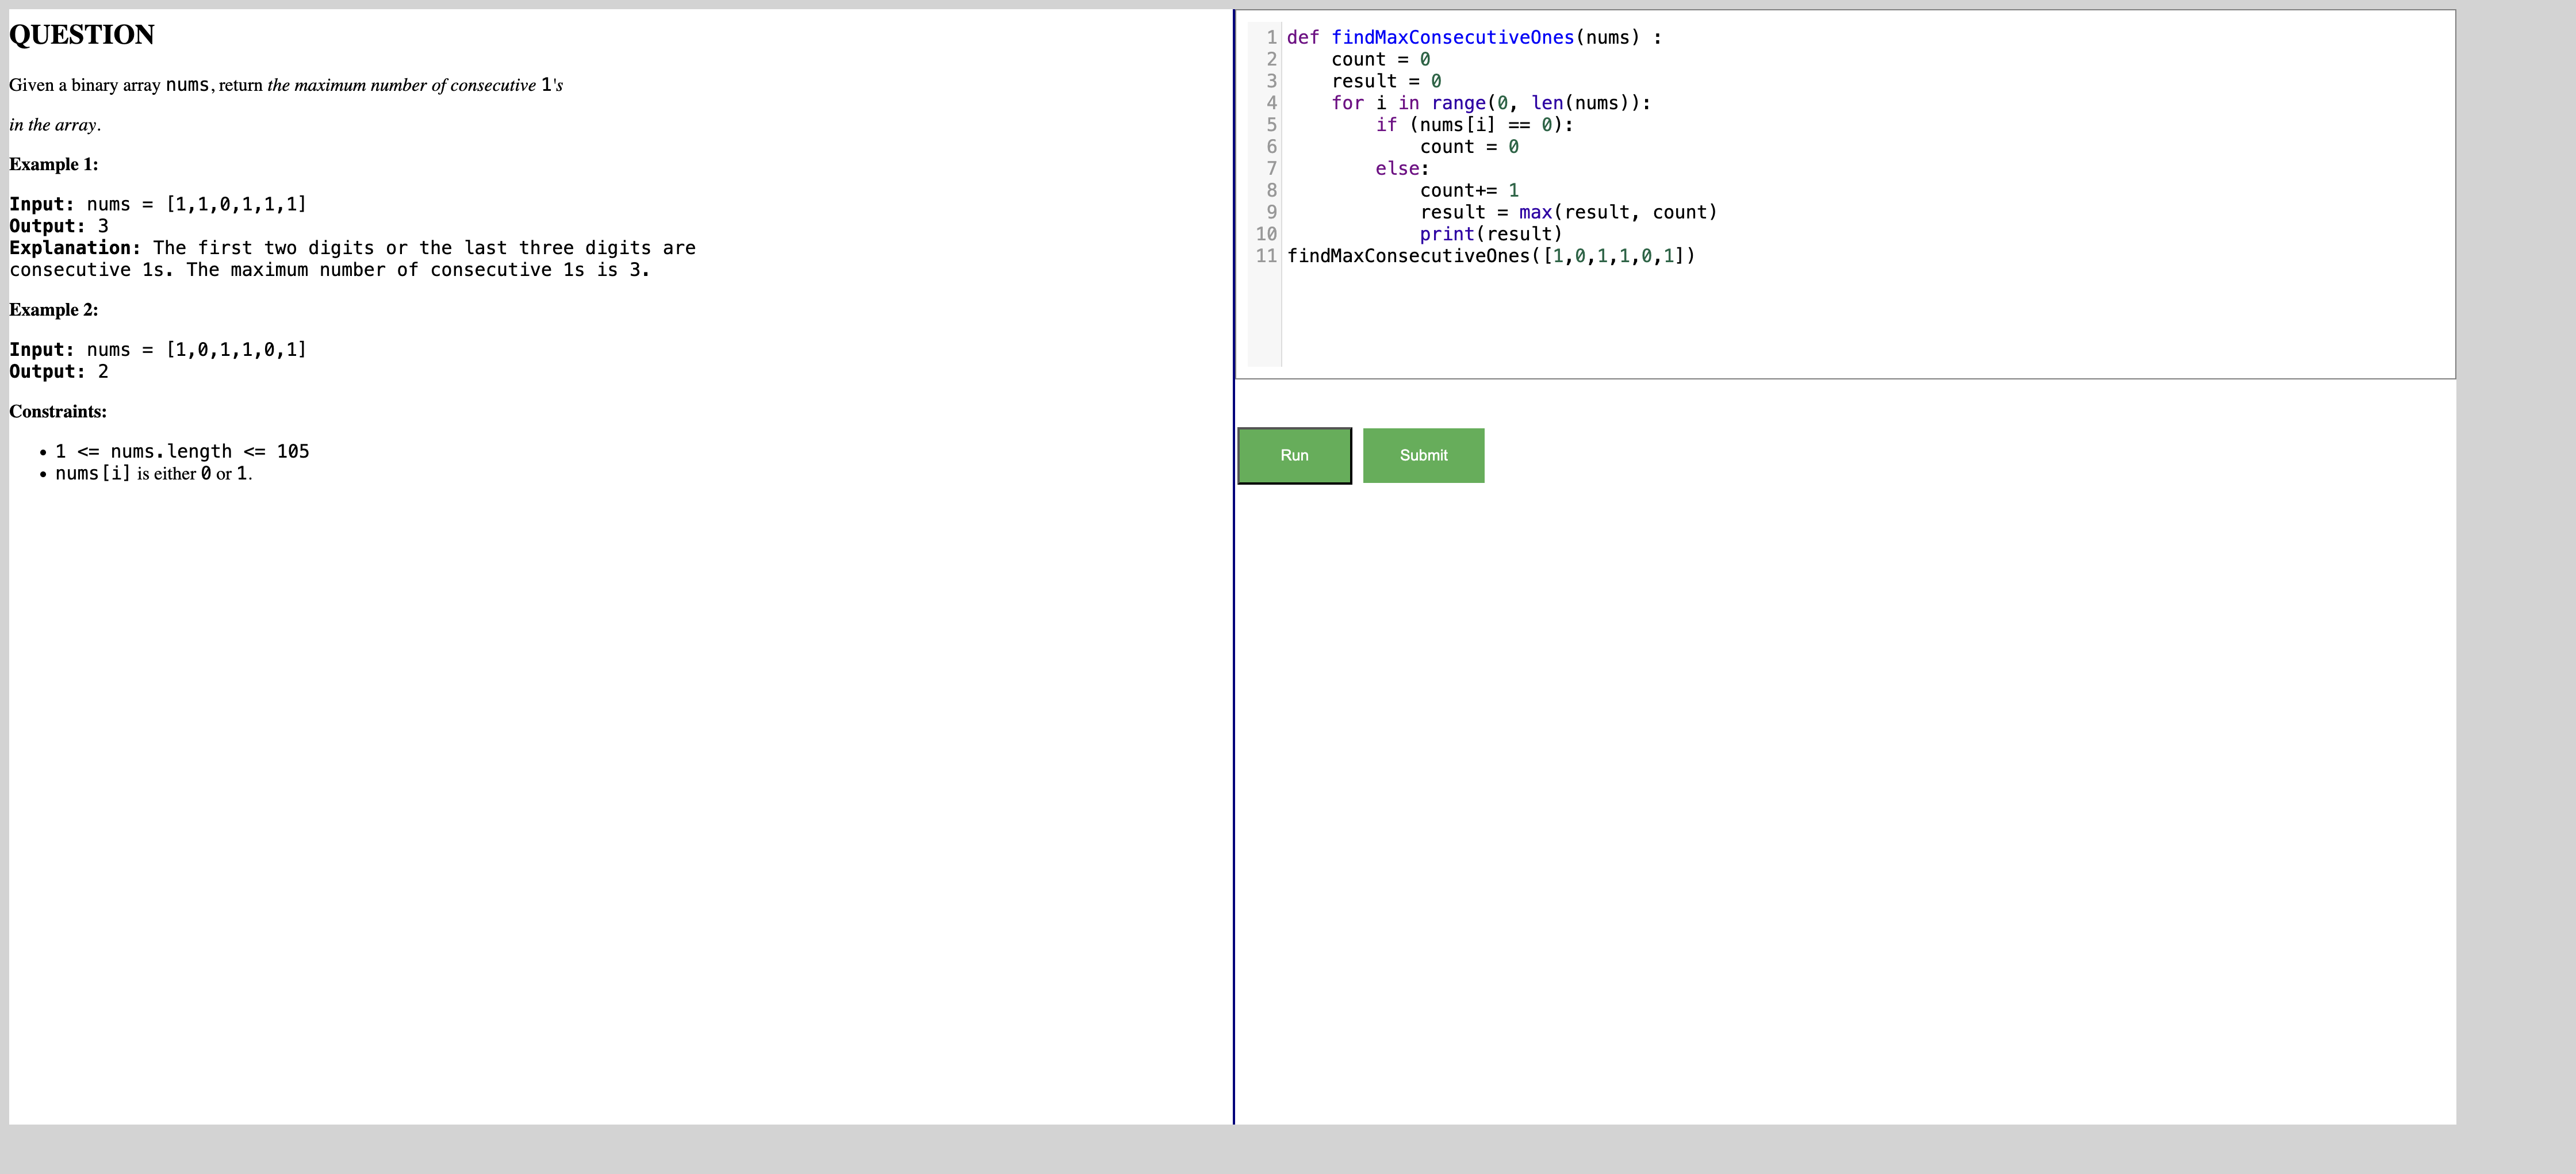 QUESTION
Given a binary array nums, return the maximum number of consecutive 1's
in the array.
Example 1:
Input: nums = [1,1,0,1,1,1]
Output: 3
Explanation: The first two digits or the last three digits are
consecutive 1s. The maximum number of consecutive 1s is 3.
Example 2:
Input: nums = [1,0,1,1,0,1]
Output: 2
Constraints:
• 1 <= nums.length <= 105
• nums[i] is either 0 or 1.
1 def findMaxConsecutiveOnes(nums) :
2     count = 0
3     result = 0
4     for i in range(0, len(nums)):
5         if (nums[i] == 0):
6             count = 0
7         else:
8             count+= 1
9             result = max(result, count)
10             print(result)
11 findMaxConsecutiveOnes([1,0,1,1,0,1])
Run Submit